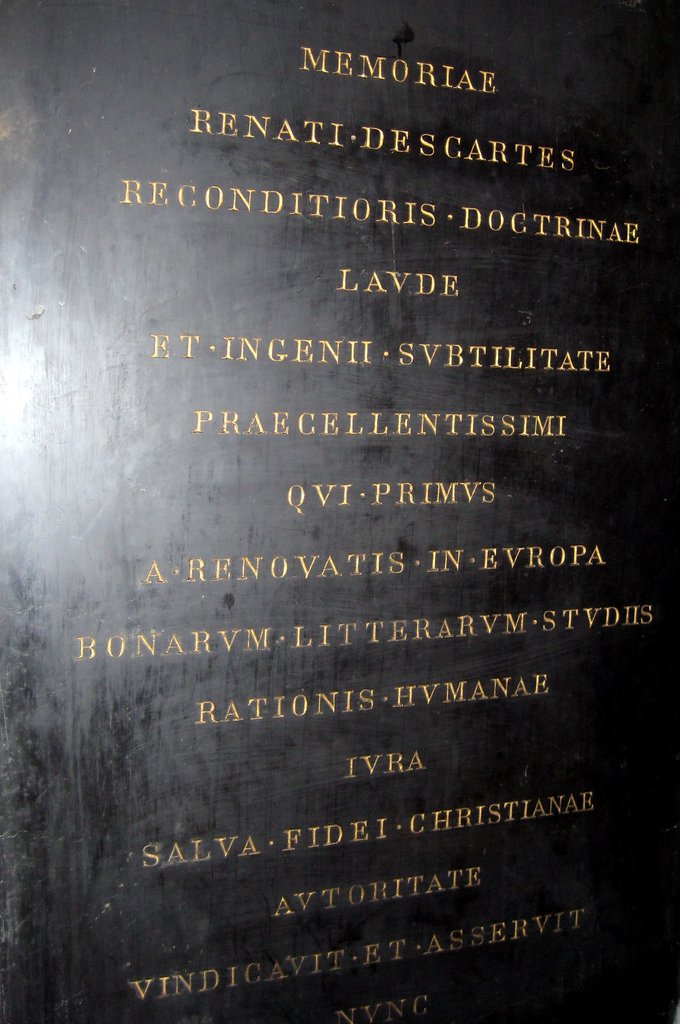 MEMORIAE
RENATI·DESCARTES
RECONDITIORIS·DOCTRINAE
LAVDE
ET·INGENII·SVBTILITATE
PRAECELLENTISSIMI
QVI·PRIMVS
A·RENOVATIS·IN·EVROPA
BONARVM·LITTERARVM·STVDIIS
RATIONIS·HVMANAE
IVRA
SALVA·FIDEI·CHRISTIANAE
AVTORITATE
VINDICAVIT·ET·ASSERVIT
NVNC